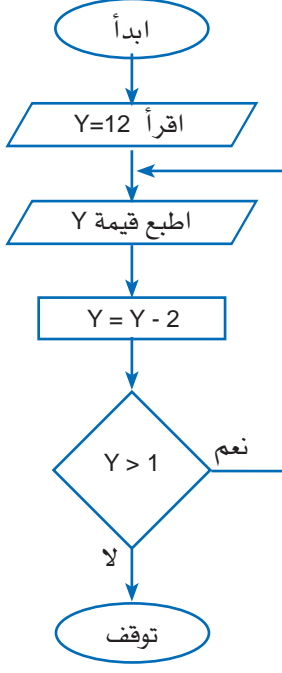 ابدأ
اقرأ Y=12
اطبع قيمة Y
Y = Y - 2
Y > 1
نعم
لا
توقف